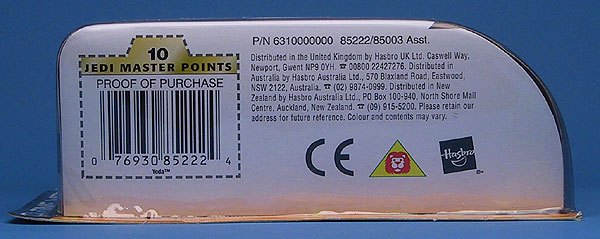 10
JEDI MASTER POINTS
PROOF OF PURCHASE
0 76930 85222 4
Yoda™
P/N 6310000000 85222/85003 Asst.
Distributed in the United Kingdom by Hasbro UK Ltd. Caswell Way,
Newport, Gwent NP9 0YH. ☎ 00800 22427276. Distributed in
Australia by Hasbro Australia Ltd., 570 Blaxland Road, Eastwood,
NSW 2122, Australia. ☎ (02) 9874-0999. Distributed in New
Zealand by Hasbro Australia Ltd., PO Box 100-940, North Shore Mail
Centre, Auckland, New Zealand. ☎ (09) 915-5200. Please retain our
address for future reference. Colour and contents may vary.
CE
Hasbro
®